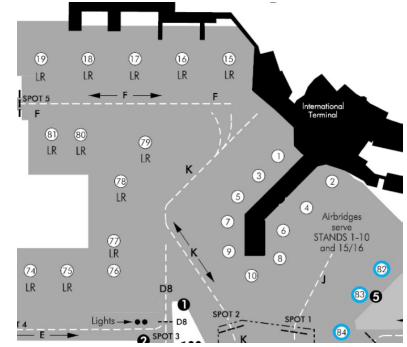 19 18 17 16 15
LR LR LR LR LR
SPOT 5
F F
F
International
Terminal
81 80 79
LR LR LR
1
3 2
K
78
LR
5 4
7 6
Airbridges
serve
STANDS 1-10
and 15/16
77
LR
K
9 8
74 75 76
LR LR
10
82
J
83 5
D8
1
SPOT 2 SPOT 1
84
Lights D8
T 4
E
2 SPOT 3
K